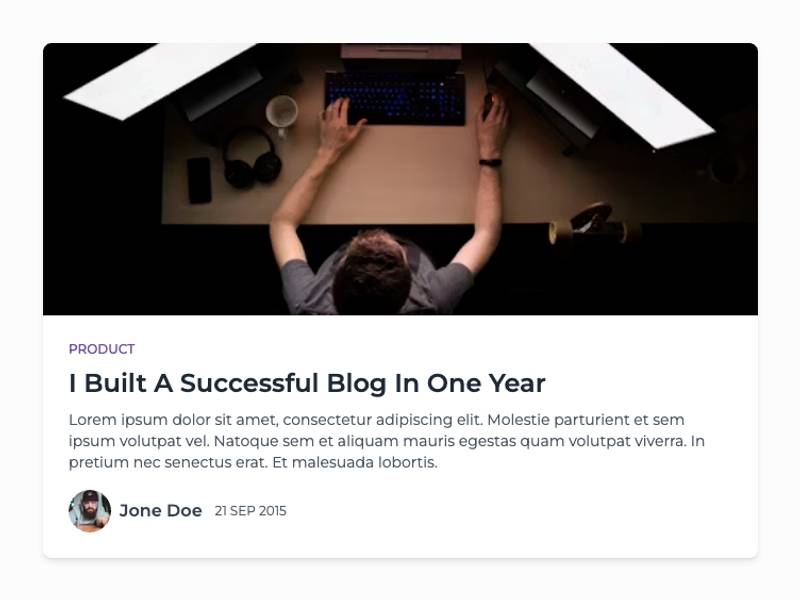 PRODUCT
I Built A Successful Blog In One Year
Lorem ipsum dolor sit amet, consectetur adipiscing elit. Molestie parturient et sem
ipsum volutpat vel. Natoque sem et aliquam mauris egestas quam volutpat viverra. In
pretium nec senectus erat. Et malesuada lobortis.
Jone Doe 21 SEP 2015